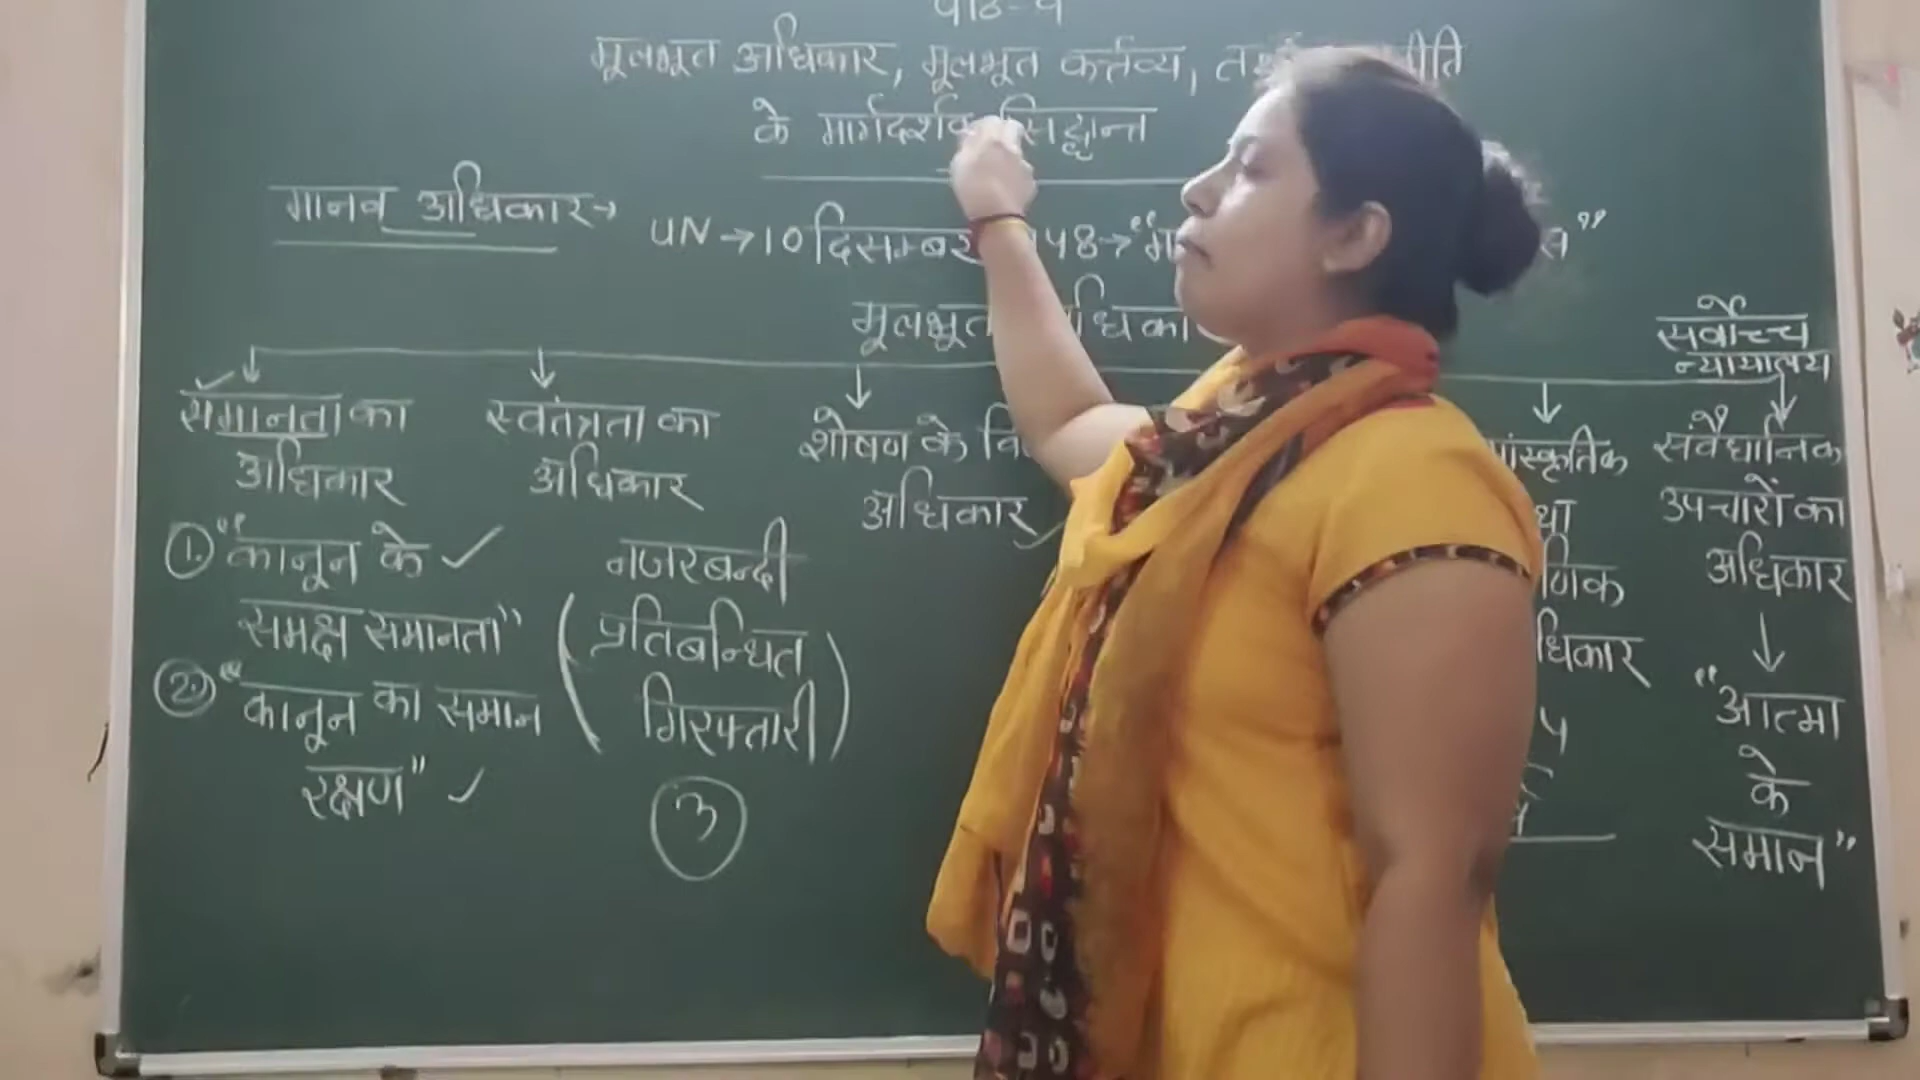 मूलभूत अधिकार, मूलभूत कर्तव्य,
के मार्गदर्शक सिद्धान्त
मानव अधिकार→
UN → 10 दिसम्बर
मूलभूत
सर्वोच्च
न्यायालय
समानता का
अधिकार
स्वतंत्रता का
अधिकार
शोषण के
अधिकार
संवैधानिक
उपचारों का
अधिकार
① "कानून के
समक्ष समानता"
② "कानून का समान
रक्षण"
नजरबन्दी
(प्रतिबन्धित
गिरफ्तारी)
③
"आत्मा
के
समान"